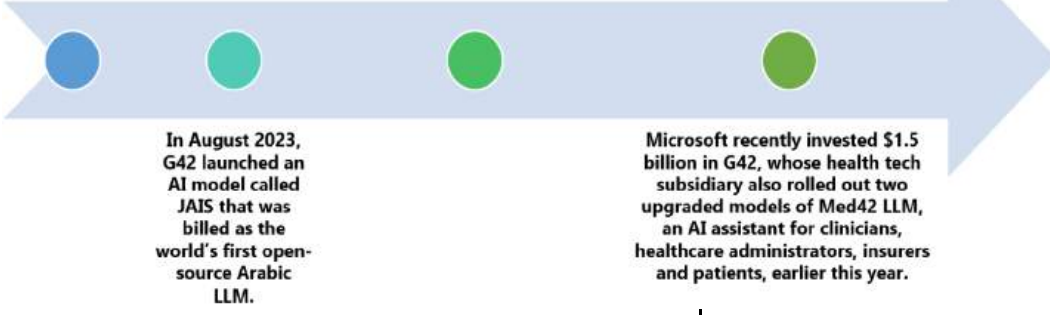 In August 2023,
G42 launched an
AI model called
JAIS that was
billed as the
world's first open-
source Arabic
LLM.
Microsoft recently invested $1.5
billion in G42, whose health tech
subsidiary also rolled out two
upgraded models of Med42 LLM,
an AI assistant for clinicians,
healthcare administrators, insurers
and patients, earlier this year.